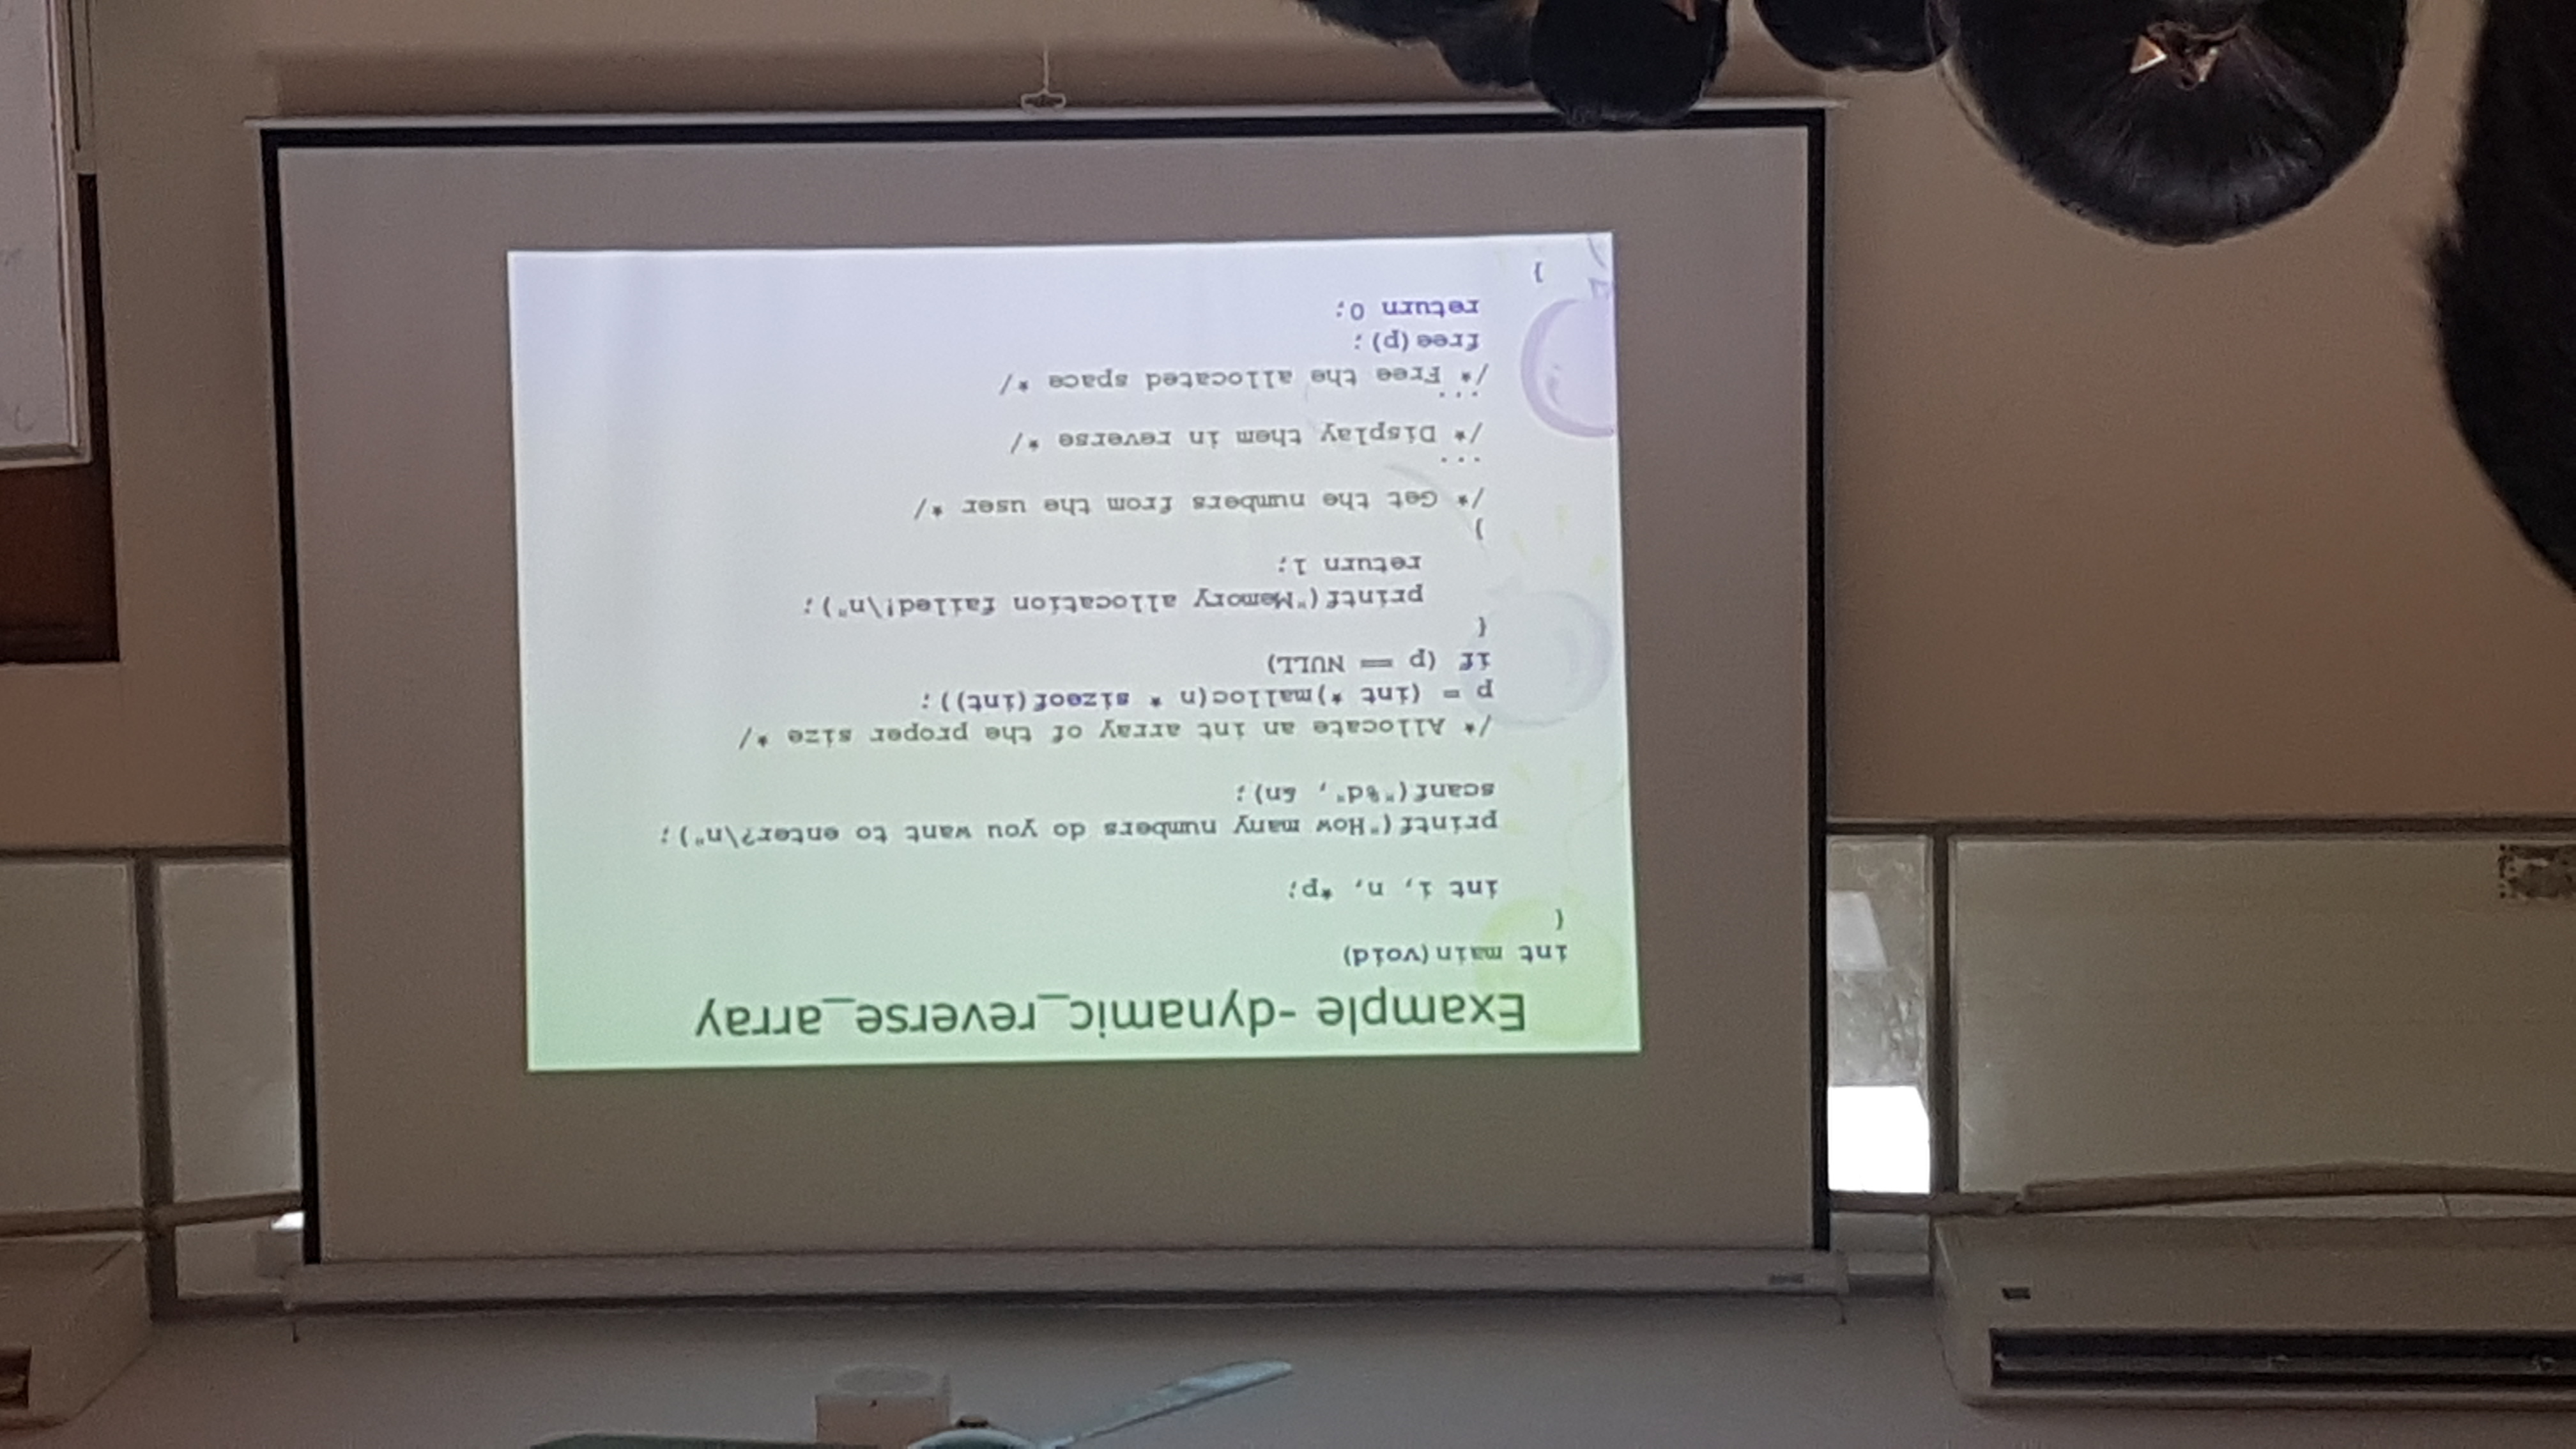 Example -dynamic_reverse_array
int main(void)
{
int i, n, *p;
printf("How many numbers do you want to enter?\n");
scanf("%d", &n);
/* Allocate an int array of the proper size */
p = (int *)malloc(n * sizeof(int));
if (p == NULL)
{
printf("Memory allocation failed!\n");
return 1;
}
/* Get the numbers from the user */
...
/* Display them in reverse */
...
/* Free the allocated space */
free(p);
return 0;
}